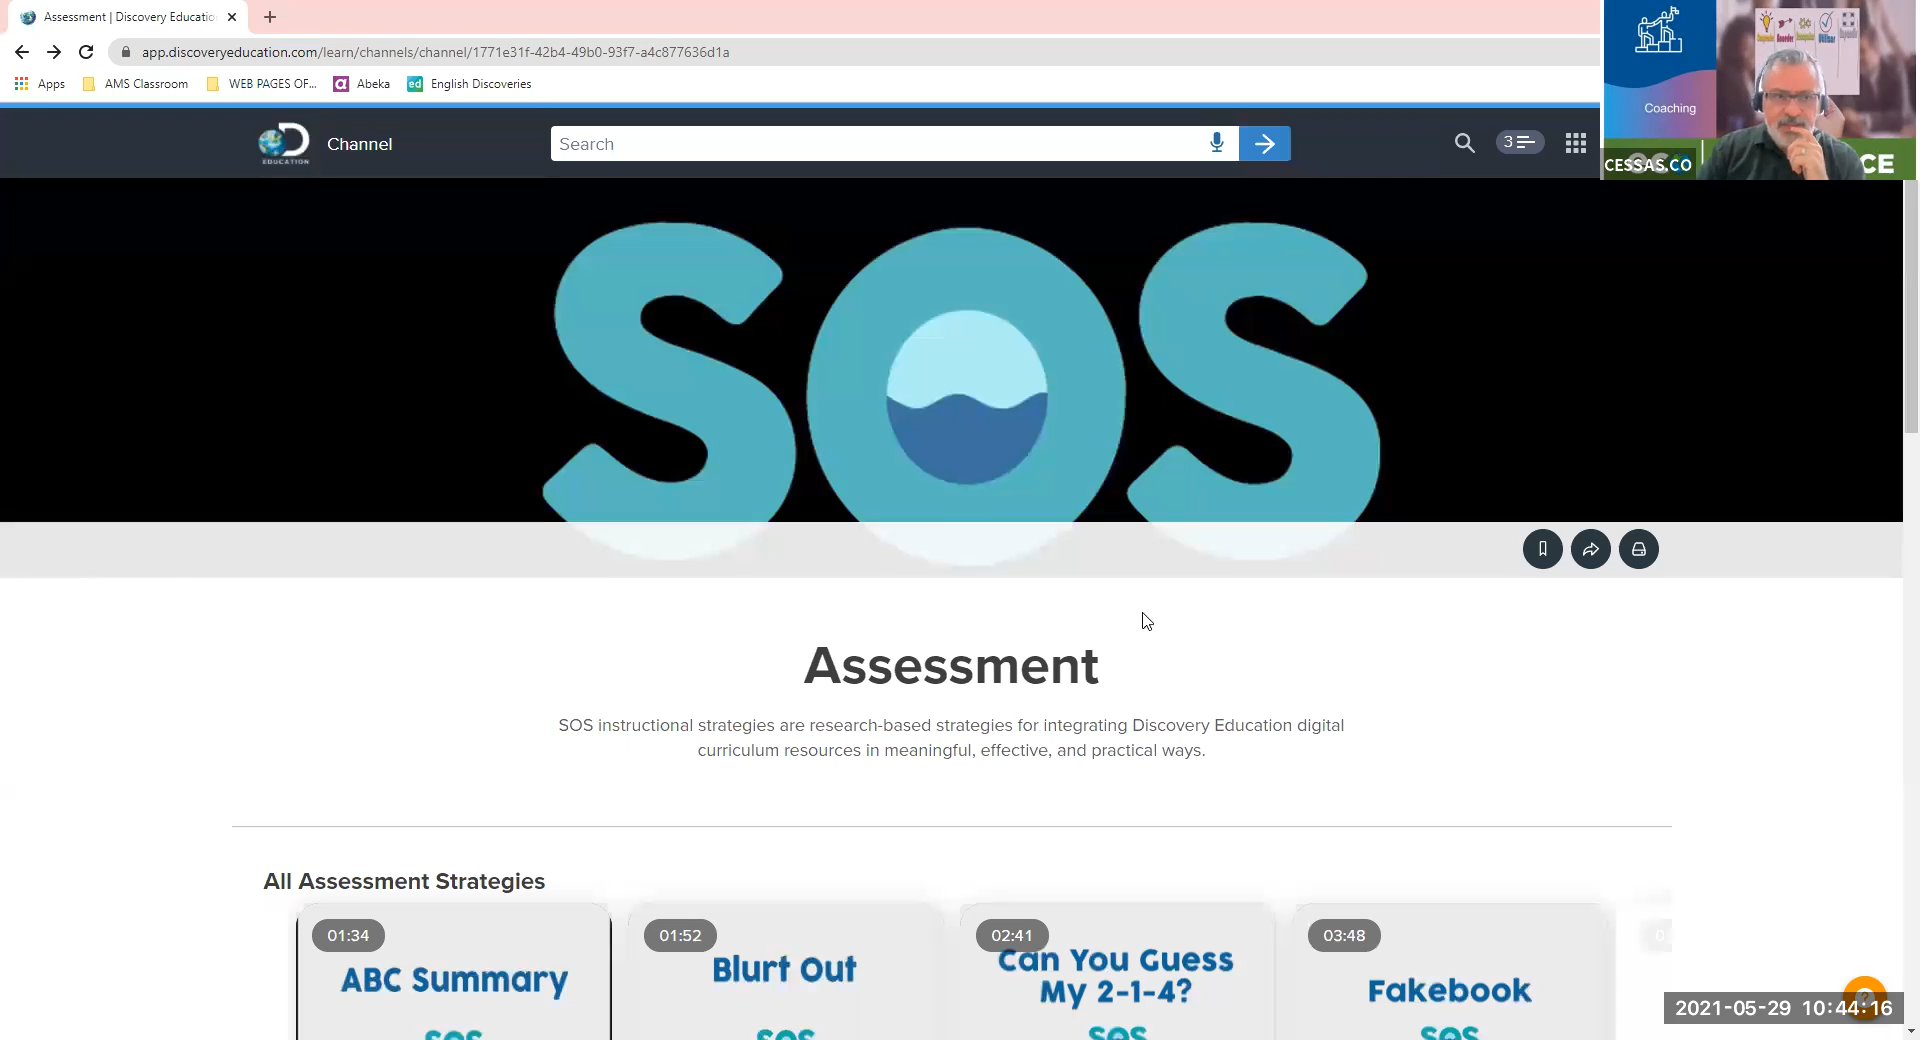 Assessment | Discovery Educatio
app.discoveryeducation.com/learn/channels/channel/1771e31f-42b4-49b0-93f7-a4c877636d1a
Apps
AMS Classroom
WEB PAGES OF...
Abeka
English Discoveries
EDUCATION
Channel
Search
3
Coaching
CESSAS.CO
CE
SOS
Assessment
SOS instructional strategies are research-based strategies for integrating Discovery Education digital
curriculum resources in meaningful, effective, and practical ways.
All Assessment Strategies
01:34
ABC Summary
SOS
01:52
Blurt Out
SOS
02:41
Can You Guess
My 2-1-4?
SOS
03:48
Fakebook
SOS
2021-05-29 10:44:16